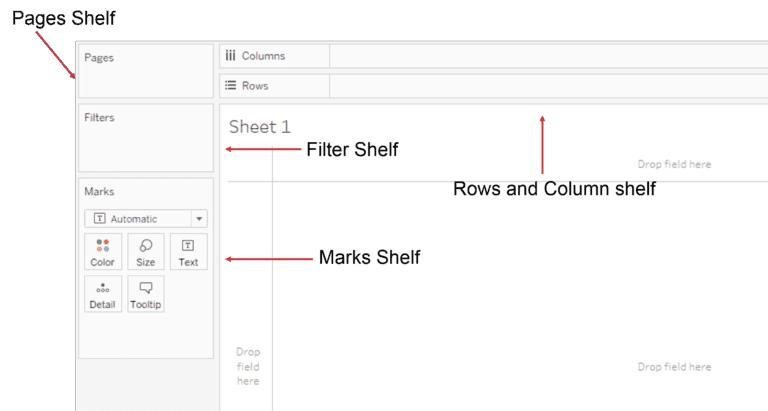 Pages Shelf
Pages
Columns
Rows
Filters
Sheet 1
Filter Shelf
Drop field here
Rows and Column shelf
Marks
Automatic
Color Size Text
Marks Shelf
Detail Tooltip
Drop
field
here
Drop field here